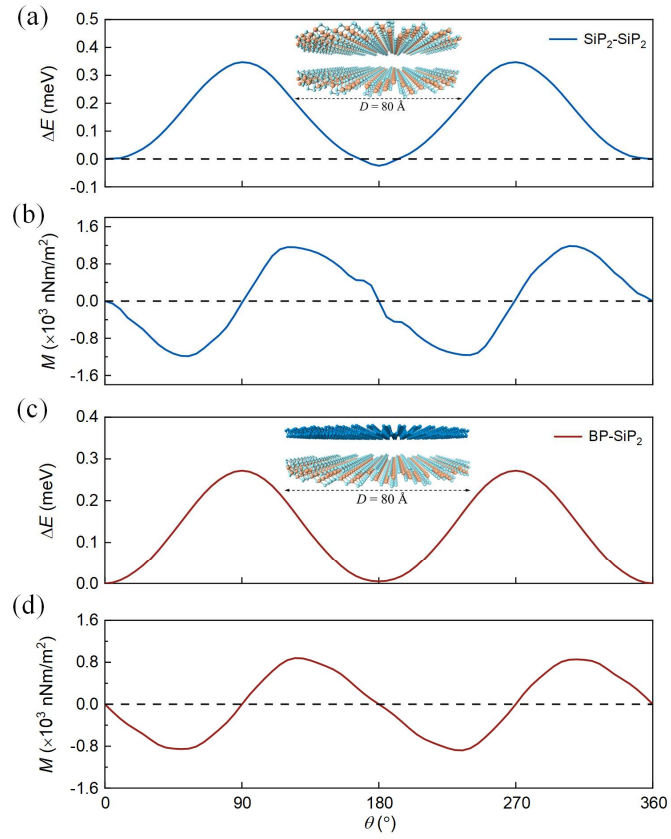 (a)
0.5
0.4
0.3
0.2
0.1
0.0
-0.1
ΔE (meV)
D = 80 Å
SiP₂-SiP₂
(b)
1.6
0.8
0.0
-0.8
-1.6
M (×10³ nNm/m²)
(c)
0.4
0.3
0.2
0.1
0.0
ΔE (meV)
D = 80 Å
BP-SiP₂
(d)
1.6
0.8
0.0
-0.8
-1.6
M (×10³ nNm/m²)
0 90 180 270 360
θ (°)